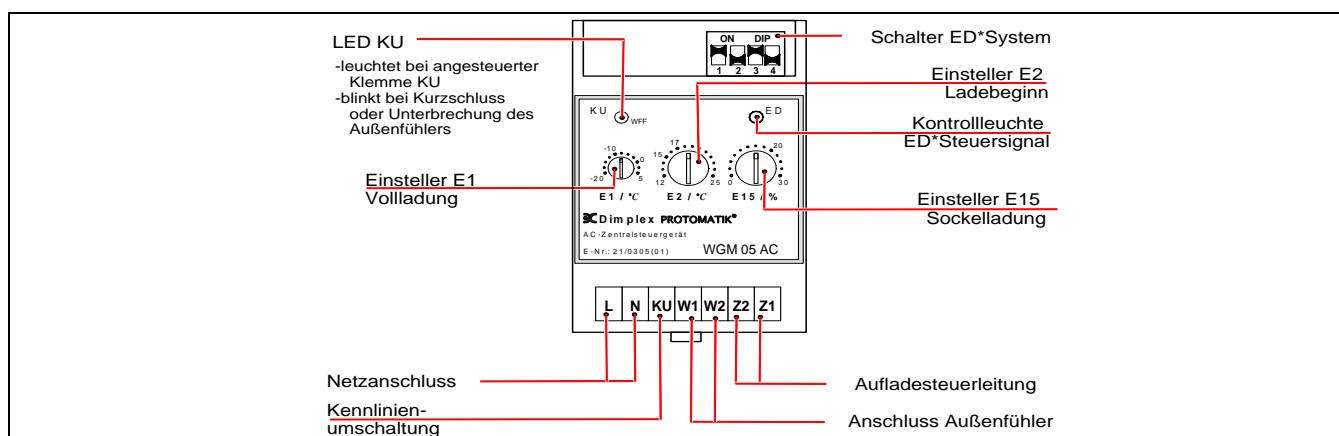 LED KU
-leuchtet bei angesteuerter
Klemme KU
-blinkt bei Kurzschluss
oder Unterbrechung des
Außenfühlers
Einsteller E1
Vollladung
ON DIP
1 2 3 4
Schalter ED*System
Einsteller E2
Ladebeginn
Kontrollleuchte
ED*Steuersignal
Einsteller E15
Sockelladung
KU WFF ED
-20 -10 0 5
12 15 17 25
0 20 30
E1 / °C E2 / °C E15 / %
Dimplex PROTOMATIK®
AC-Zentralsteuergerät
E-Nr.: 21/0305(01) WGM 05 AC
L N KU W1 W2 Z2 Z1
Netzanschluss
Kennlinien-
umschaltung
Aufladesteuerleitung
Anschluss Außenfühler